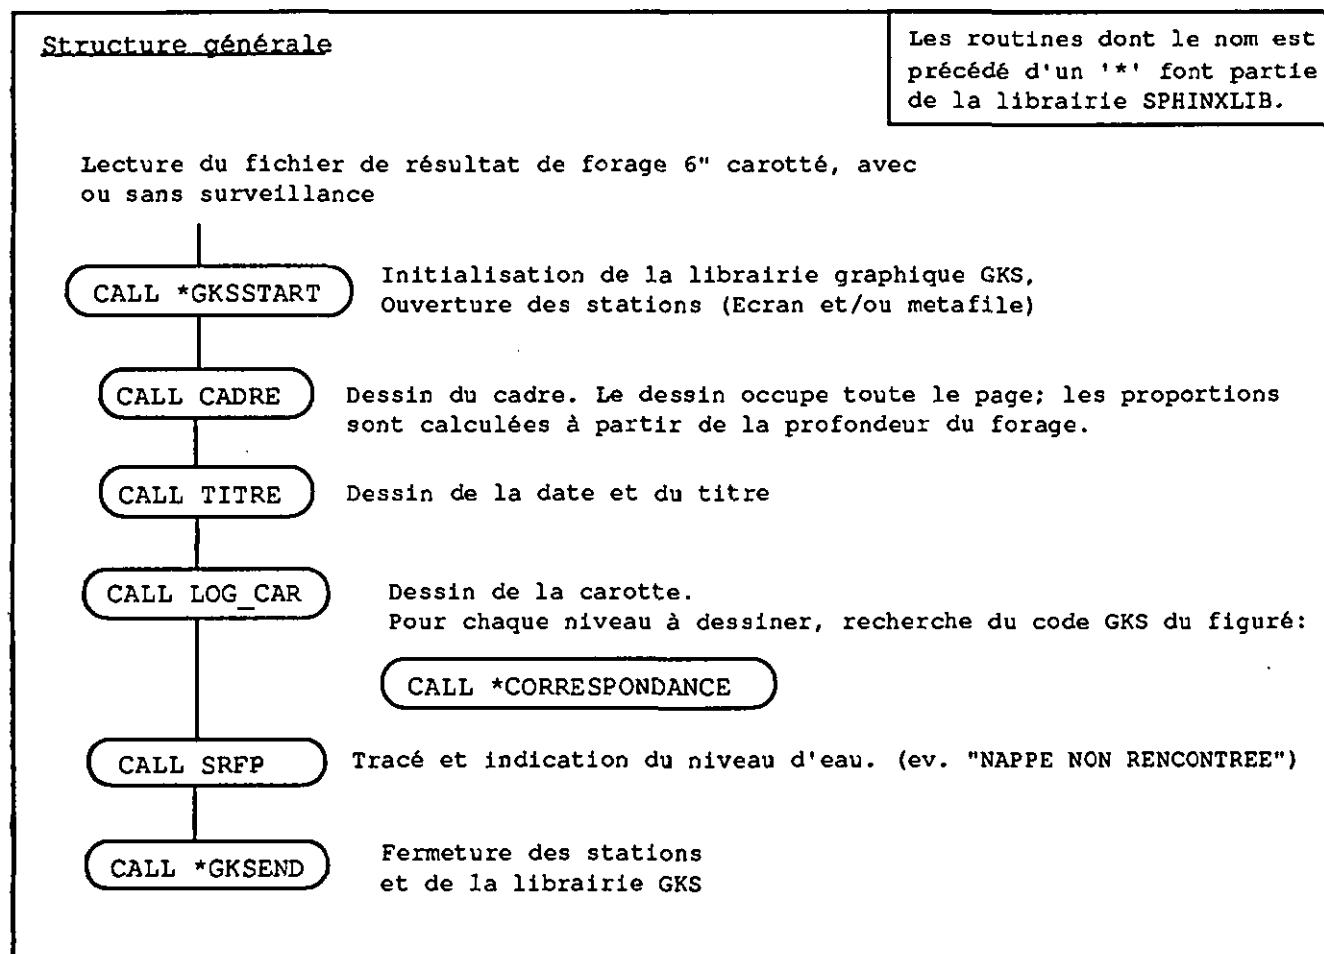 Structure générale
Les routines dont le nom est
précédé d'un '*' font partie
de la librairie SPHINXLIB.
Lecture du fichier de résultat de forage 6" carotté, avec
ou sans surveillance
CALL *GKSSTART
Initialisation de la librairie graphique GKS,
Ouverture des stations (Ecran et/ou metafile)
CALL CADRE
Dessin du cadre. Le dessin occupe toute le page; les proportions
sont calculées à partir de la profondeur du forage.
CALL TITRE
Dessin de la date et du titre
CALL LOG_CAR
Dessin de la carotte.
Pour chaque niveau à dessiner, recherche du code GKS du figuré:
CALL *CORRESPONDANCE
CALL SRFP
Tracé et indication du niveau d'eau. (ev. "NAPPE NON RENCONTREE")
CALL *GKSEND
Fermeture des stations
et de la librairie GKS